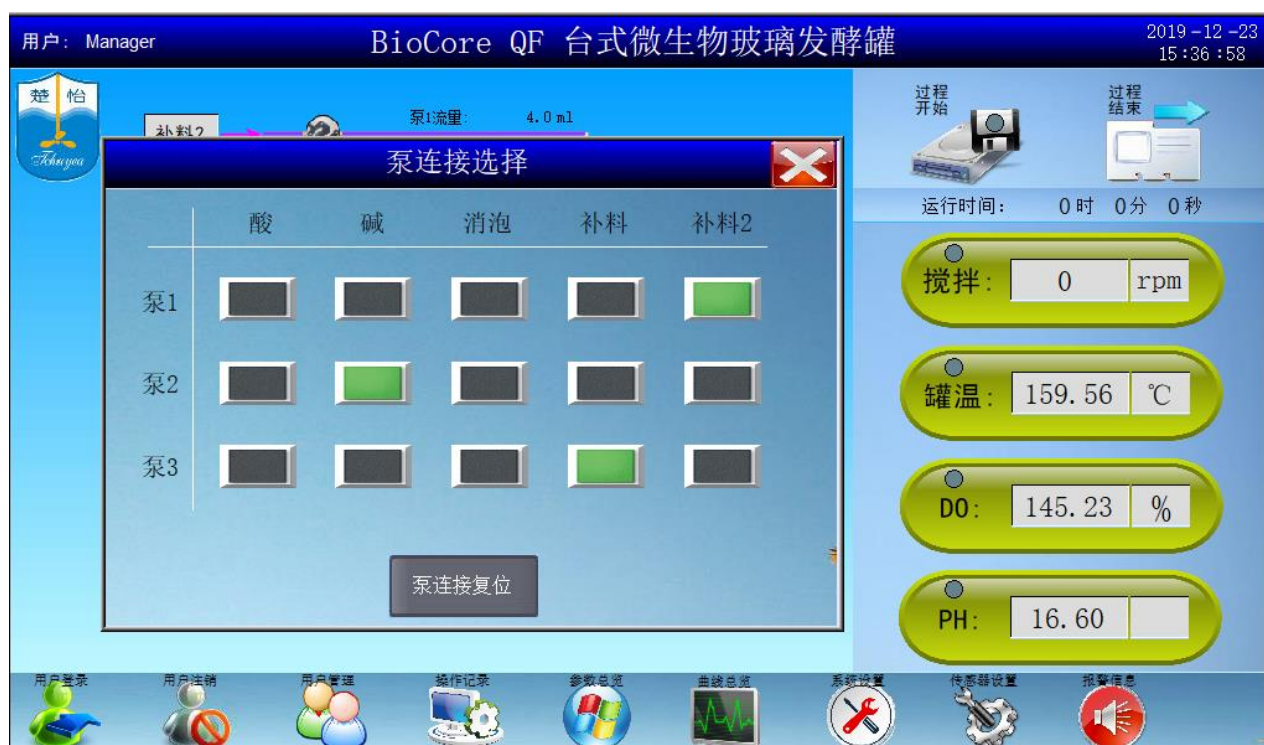 用户: Manager
BioCore QF 台式微生物玻璃发酵罐
2019-12-23
15:36:58
楚怡
Tchuyea
补料2
泵1流量: 4.0 ml
过程
开始
过程
结束
运行时间: 0时 0分 0秒
泵连接选择
酸 碱 消泡 补料 补料2
泵1
泵2
泵3
泵连接复位
搅拌: 0 rpm
罐温: 159.56 ℃
DO: 145.23 %
PH: 16.60
用户登录 用户注销 用户管理 操作记录 参数总览 曲线总览 系统设置 传感器设置 报警信息